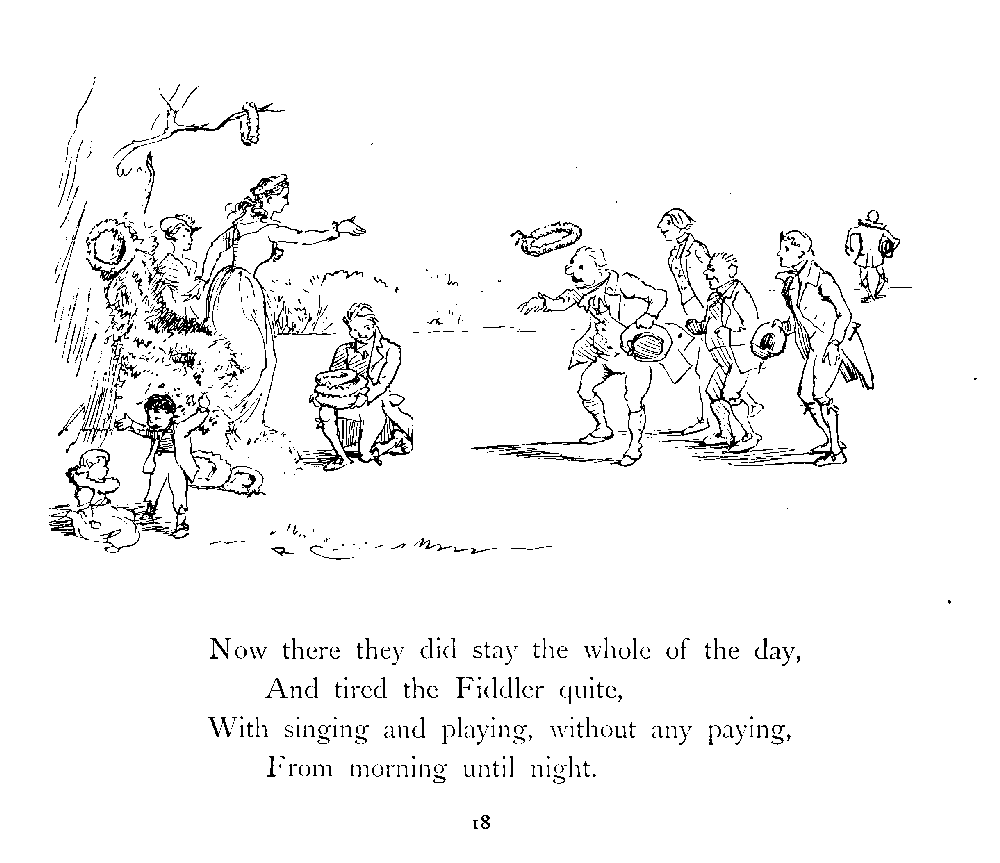 Now there they did stay the whole of the day,
And tired the Fiddler quite,
With singing and playing, without any paying,
From morning until night.
18